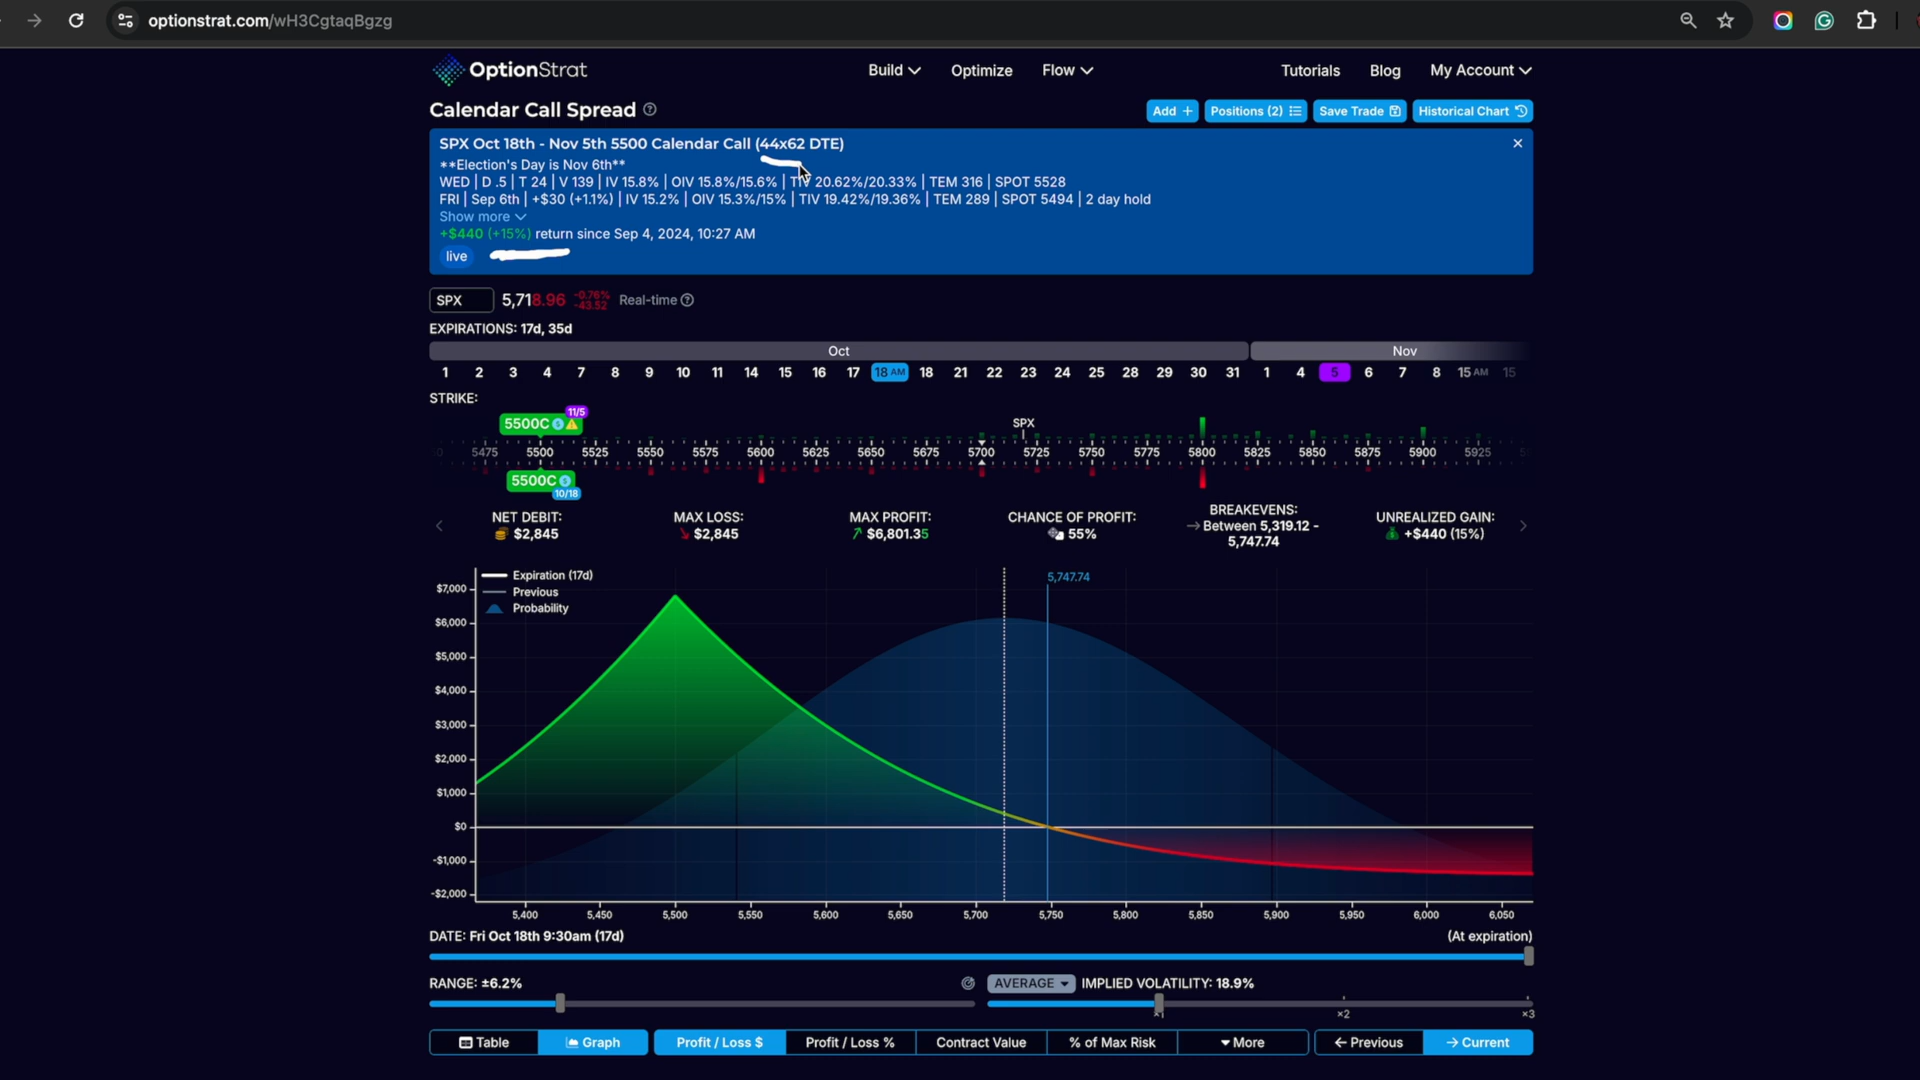 optionstrat.com/wH3CgtaqBgzg
OptionStrat
Build Optimize Flow Tutorials Blog My Account
Calendar Call Spread
Add + Positions (2) Save Trade Historical Chart
SPX Oct 18th - Nov 5th 5500 Calendar Call (44x62 DTE)
**Election's Day is Nov 6th**
WED | D .5 | T 24 | V 139 | IV 15.8% | OIV 15.8%/15.6% | TIV 20.62%/20.33% | TEM 316 | SPOT 5528
FRI | Sep 6th | +$30 (+1.1%) | IV 15.2% | OIV 15.3%/15% | TIV 19.42%/19.36% | TEM 289 | SPOT 5494 | 2 day hold
Show more
+$440 (+15%) return since Sep 4, 2024, 10:27 AM
live
SPX 5,718.96 -0.76% -43.52 Real-time
EXPIRATIONS: 17d, 35d
Oct Nov
1 2 3 4 7 8 9 10 11 14 15 16 17 18 AM 18 21 22 23 24 25 28 29 30 31 1 4 5 6 7 8 15 AM 15
STRIKE:
11/5
5500C SPX
5475 5500 5525 5550 5575 5600 5625 5650 5675 5700 5725 5750 5775 5800 5825 5850 5875 5900 5925
5500C
10/18
NET DEBIT: MAX LOSS: MAX PROFIT: CHANCE OF PROFIT: BREAKEVENS: UNREALIZED GAIN:
$2,845 $2,845 $6,801.35 55% Between 5,319.12 - 5,747.74 +$440 (15%)
Expiration (17d)
Previous
Probability
5,747.74
$7,000
$6,000
$5,000
$4,000
$3,000
$2,000
$1,000
$0
-$1,000
-$2,000
5,400 5,450 5,500 5,550 5,600 5,650 5,700 5,750 5,800 5,850 5,900 5,950 6,000 6,050
DATE: Fri Oct 18th 9:30am (17d) (At expiration)
RANGE: ±6.2% AVERAGE IMPLIED VOLATILITY: 18.9%
×1 ×2 ×3
Table Graph Profit / Loss $ Profit / Loss % Contract Value % of Max Risk More Previous Current